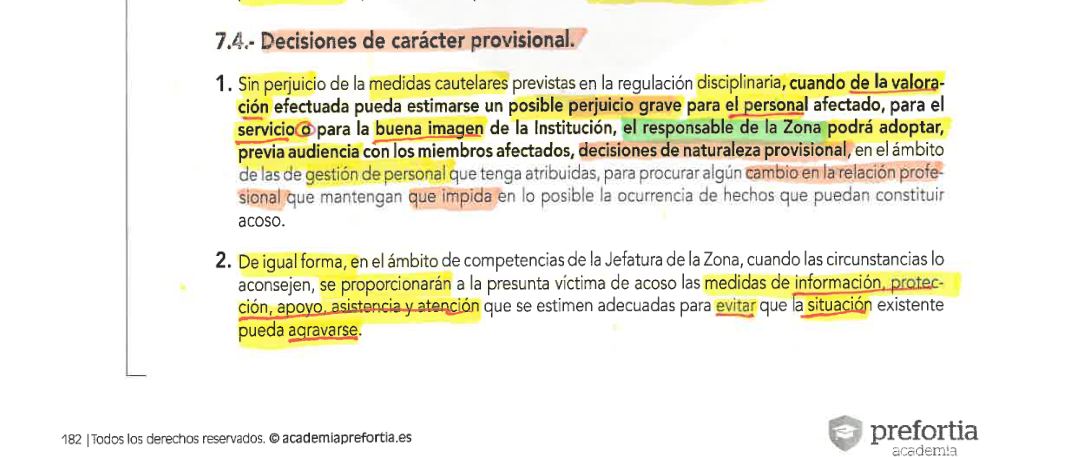 7.4.- Decisiones de carácter provisional.
1. Sin perjuicio de la medidas cautelares previstas en la regulación disciplinaria, cuando de la valora-
ción efectuada pueda estimarse un posible perjuicio grave para el personal afectado, para el
servicio o para la buena imagen de la Institución, el responsable de la Zona podrá adoptar,
previa audiencia con los miembros afectados, decisiones de naturaleza provisional, en el ámbito
de las de gestión de personal que tenga atribuidas, para procurar algún cambio en la relación profe-
sional que mantengan que impida en lo posible la ocurrencia de hechos que puedan constituir
acoso.
2. De igual forma, en el ámbito de competencias de la Jefatura de la Zona, cuando las circunstancias lo
aconsejen, se proporcionarán a la presunta víctima de acoso las medidas de información, protec-
ción, apoyo, asistencia y atención que se estimen adecuadas para evitar que la situación existente
pueda agravarse.
182 | Todos los derechos reservados. © academiaprefortia.es
prefortia
academia